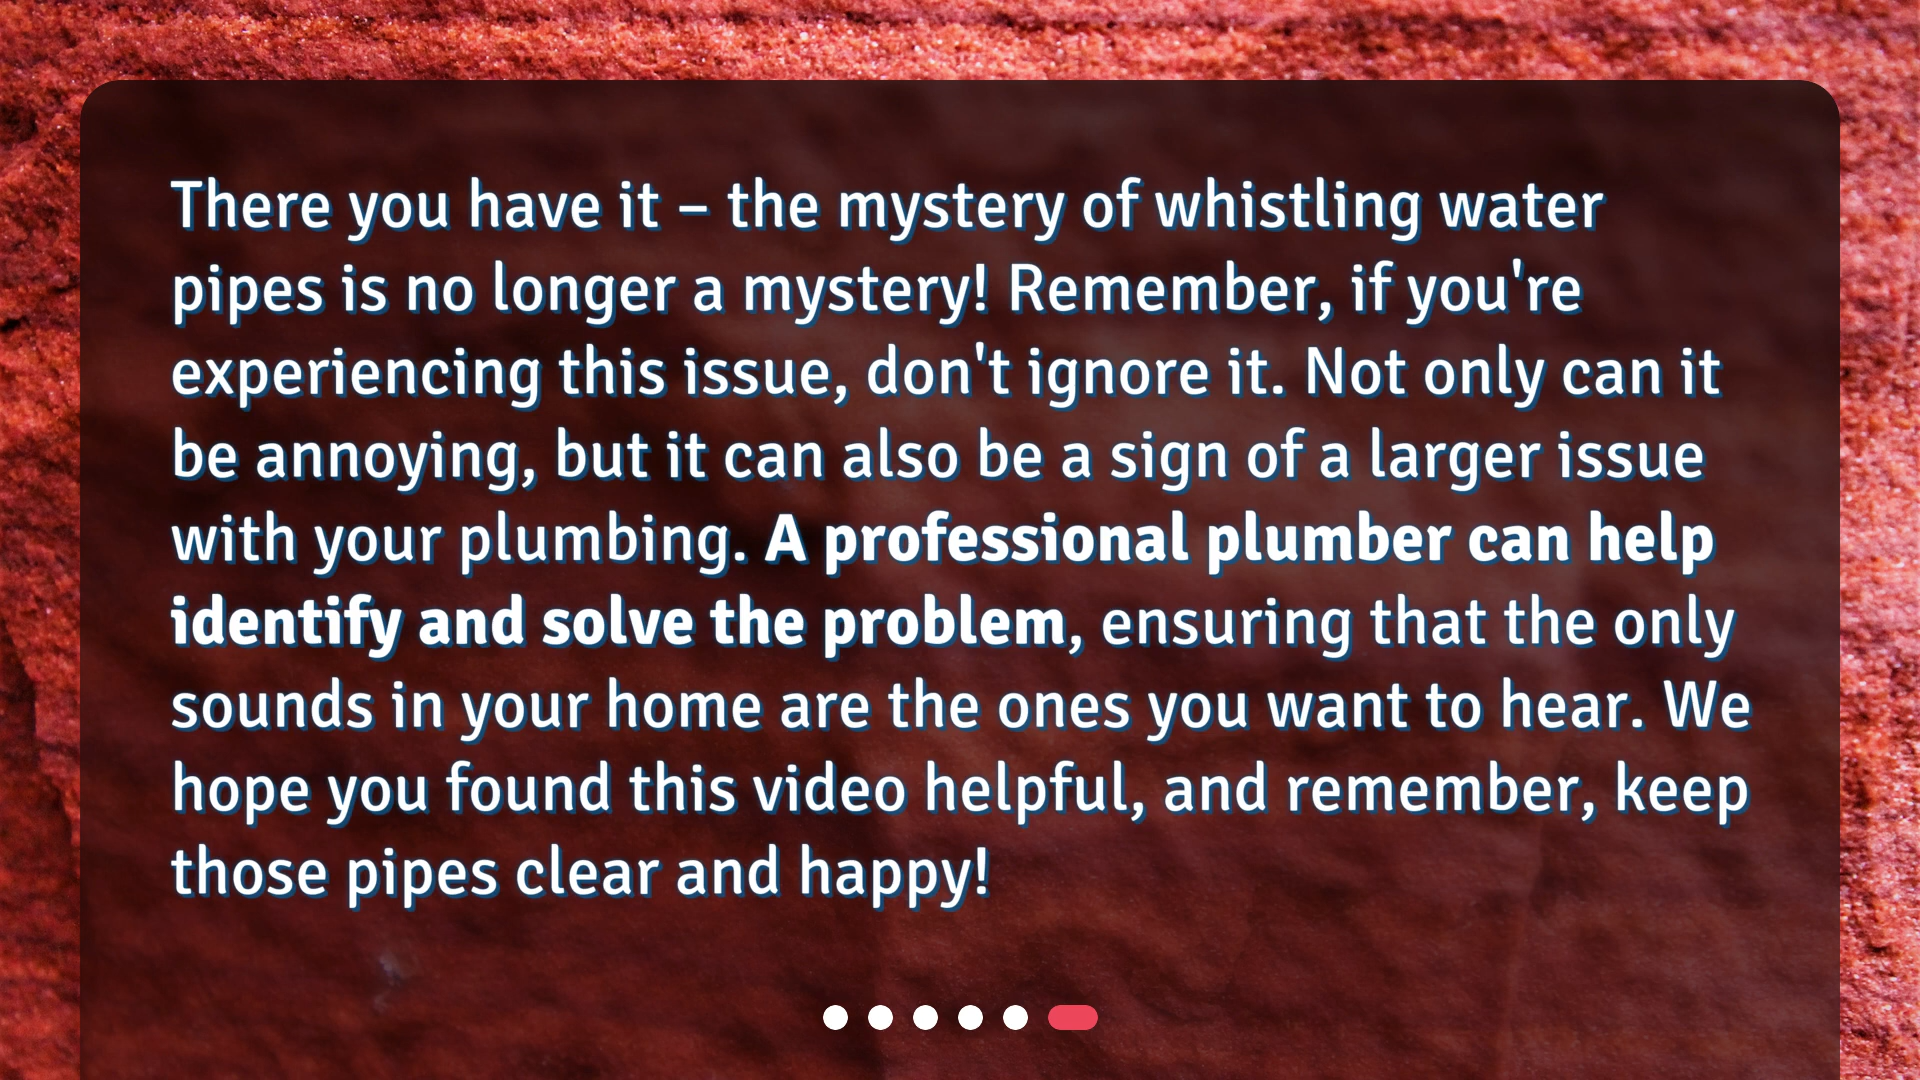 There you have it – the mystery of whistling water
pipes is no longer a mystery! Remember, if you're
experiencing this issue, don't ignore it. Not only can it
be annoying, but it can also be a sign of a larger issue
with your plumbing. A professional plumber can help
identify and solve the problem, ensuring that the only
sounds in your home are the ones you want to hear. We
hope you found this video helpful, and remember, keep
those pipes clear and happy!